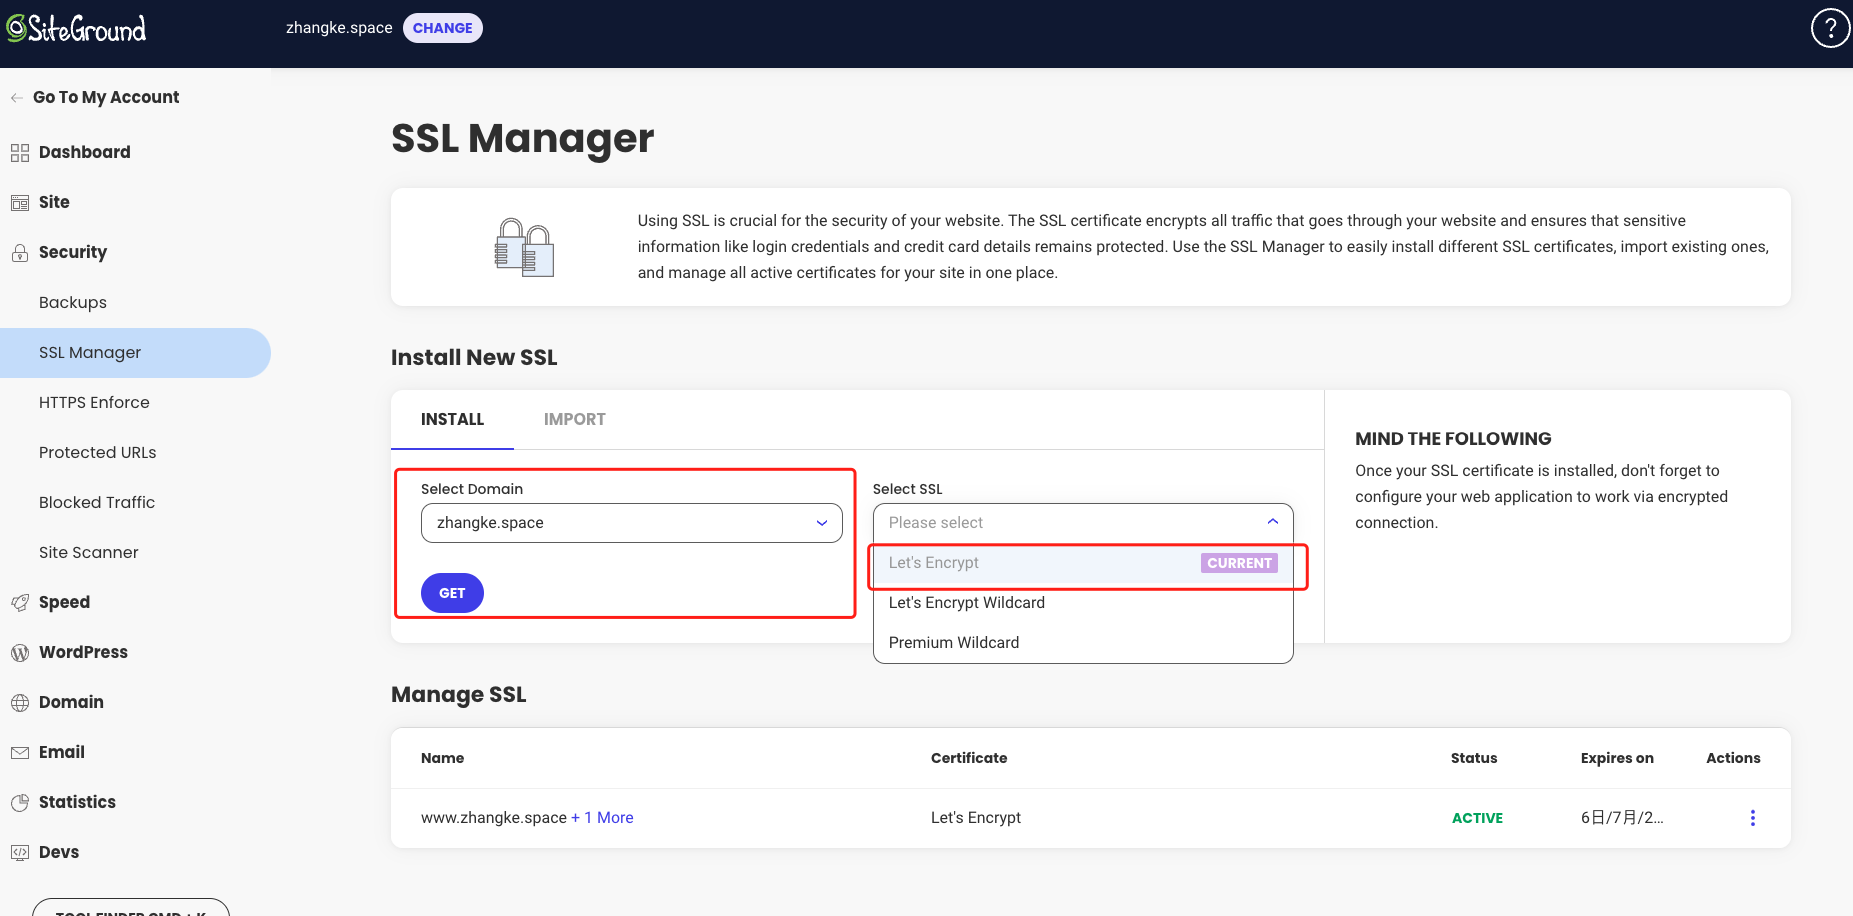 SiteGround
zhangke.space CHANGE
?
Go To My Account
Dashboard
Site
Security
Backups
SSL Manager
HTTPS Enforce
Protected URLs
Blocked Traffic
Site Scanner
Speed
WordPress
Domain
Email
Statistics
Devs
TOOL FINDER CMD + K
SSL Manager
Using SSL is crucial for the security of your website. The SSL certificate encrypts all traffic that goes through your website and ensures that sensitive
information like login credentials and credit card details remains protected. Use the SSL Manager to easily install different SSL certificates, import existing ones,
and manage all active certificates for your site in one place.
Install New SSL
INSTALL IMPORT
Select Domain
zhangke.space
GET
Select SSL
Please select
Let's Encrypt CURRENT
Let's Encrypt Wildcard
Premium Wildcard
MIND THE FOLLOWING
Once your SSL certificate is installed, don't forget to
configure your web application to work via encrypted
connection.
Manage SSL
Name Certificate Status Expires on Actions
www.zhangke.space + 1 More Let's Encrypt ACTIVE 6日/7月/2...